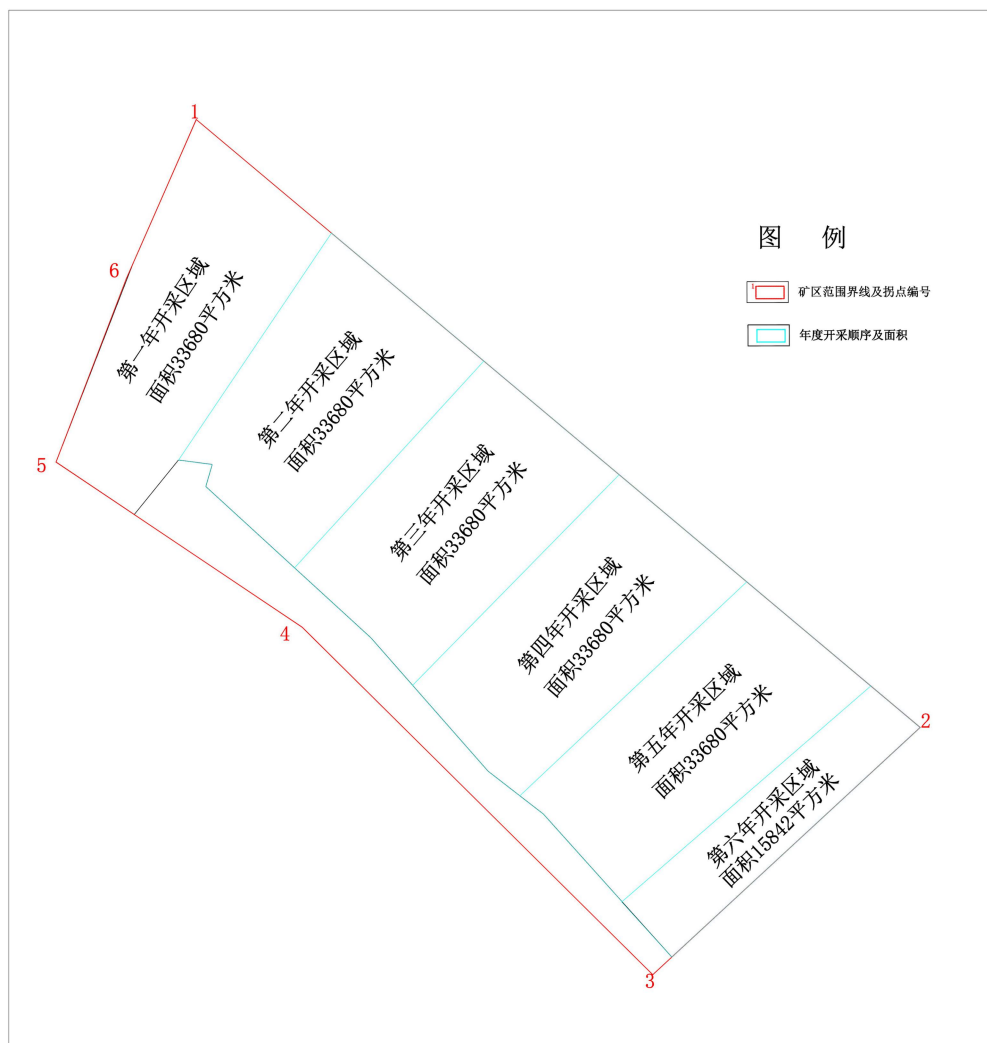 1
图 例
6
第一年开采区域
面积33680平方米
1
矿区范围界线及拐点编号
年度开采顺序及面积
第二年开采区域
面积33680平方米
5
第三年开采区域
面积33680平方米
4
第四年开采区域
面积33680平方米
第五年开采区域
面积33680平方米
2
第六年开采区域
面积15842平方米
3